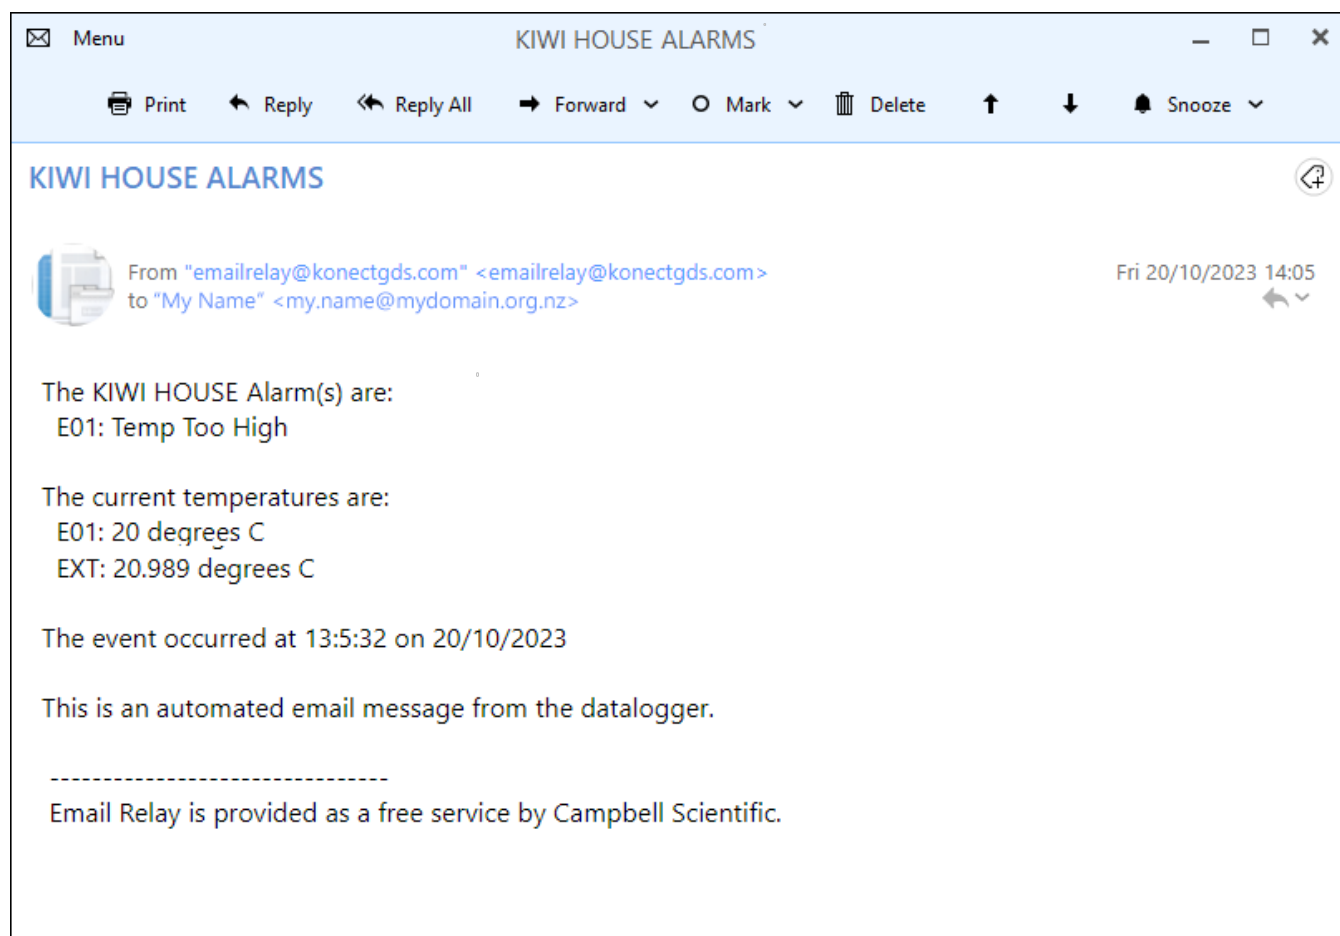 Menu
KIWI HOUSE ALARMS
Print Reply Reply All Forward Mark Delete Snooze
KIWI HOUSE ALARMS
From "emailrelay@konectgds.com" <emailrelay@konectgds.com>
Fri 20/10/2023 14:05
to "My Name" <my.name@mydomain.org.nz>
The KIWI HOUSE Alarm(s) are:
E01: Temp Too High
The current temperatures are:
E01: 20 degrees C
EXT: 20.989 degrees C
The event occurred at 13:5:32 on 20/10/2023
This is an automated email message from the datalogger.
--------------------------------
Email Relay is provided as a free service by Campbell Scientific.